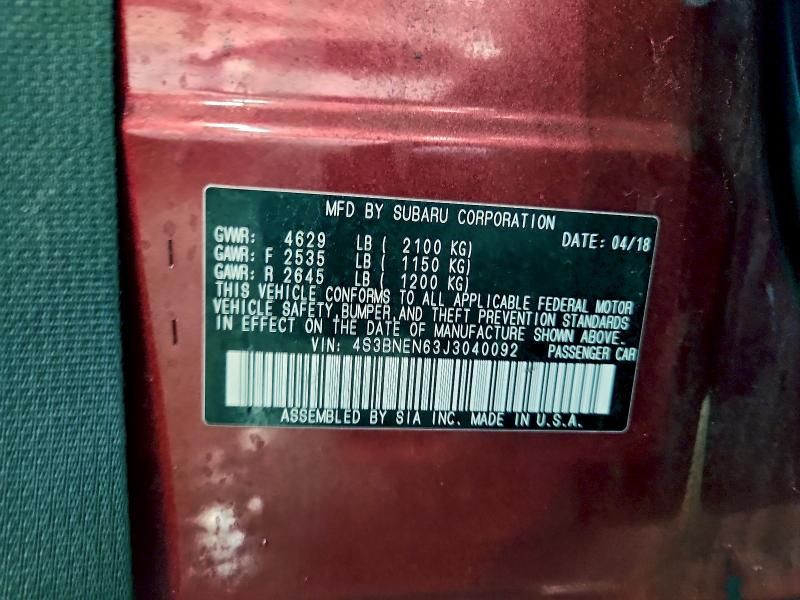 MFD BY SUBARU CORPORATION
GVWR: 4629 LB ( 2100 KG) DATE: 04/18
GAWR: F 2535 LB ( 1150 KG)
GAWR: R 2645 LB ( 1200 KG)
THIS VEHICLE CONFORMS TO ALL APPLICABLE FEDERAL MOTOR
VEHICLE SAFETY, BUMPER, AND THEFT PREVENTION STANDARDS
IN EFFECT ON THE DATE OF MANUFACTURE SHOWN ABOVE.
VIN: 4S3BNEN63J3040092 PASSENGER CAR
ASSEMBLED BY SIA INC. MADE IN U.S.A.